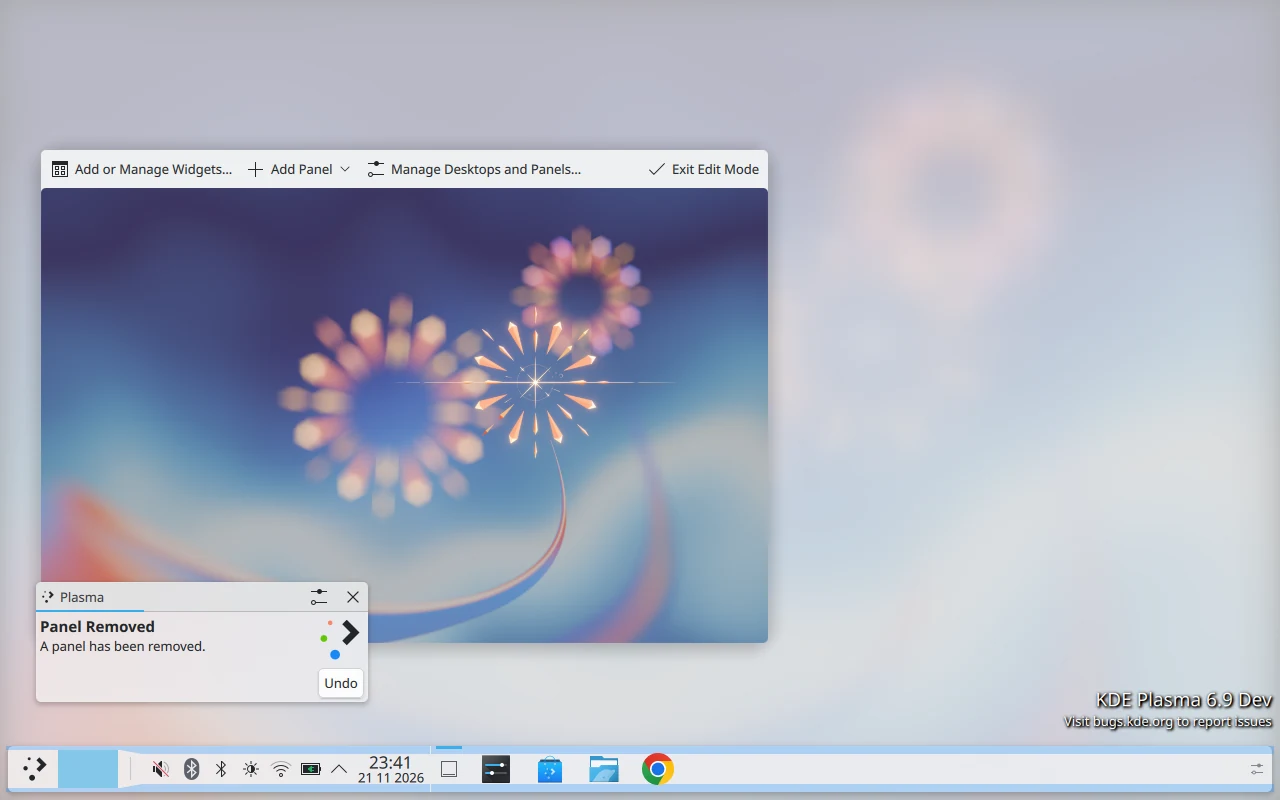 Add or Manage Widgets...
Add Panel
Manage Desktops and Panels...
Exit Edit Mode
Plasma
Panel Removed
A panel has been removed.
Undo
KDE Plasma 6.9 Dev
Visit bugs.kde.org to report issues
23:41
21 11 2026